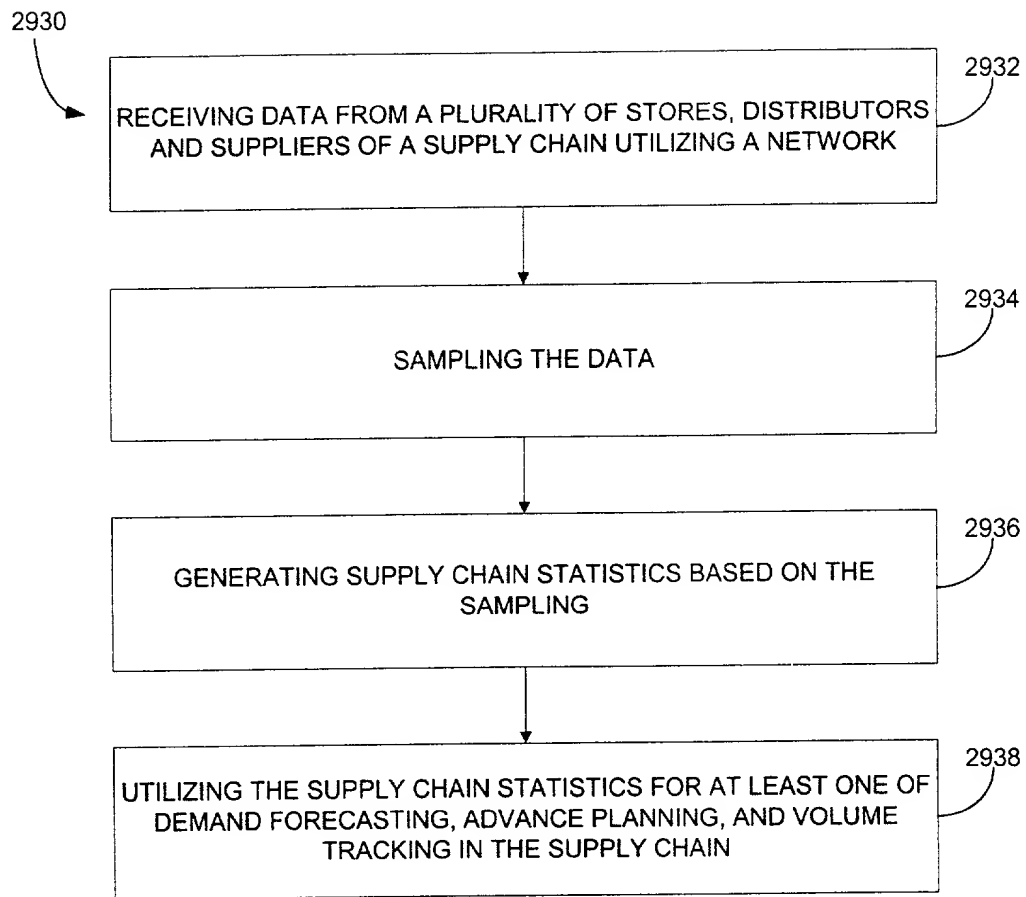 2930
2932
RECEIVING DATA FROM A PLURALITY OF STORES, DISTRIBUTORS
AND SUPPLIERS OF A SUPPLY CHAIN UTILIZING A NETWORK
2934
SAMPLING THE DATA
2936
GENERATING SUPPLY CHAIN STATISTICS BASED ON THE
SAMPLING
2938
UTILIZING THE SUPPLY CHAIN STATISTICS FOR AT LEAST ONE OF
DEMAND FORECASTING, ADVANCE PLANNING, AND VOLUME
TRACKING IN THE SUPPLY CHAIN